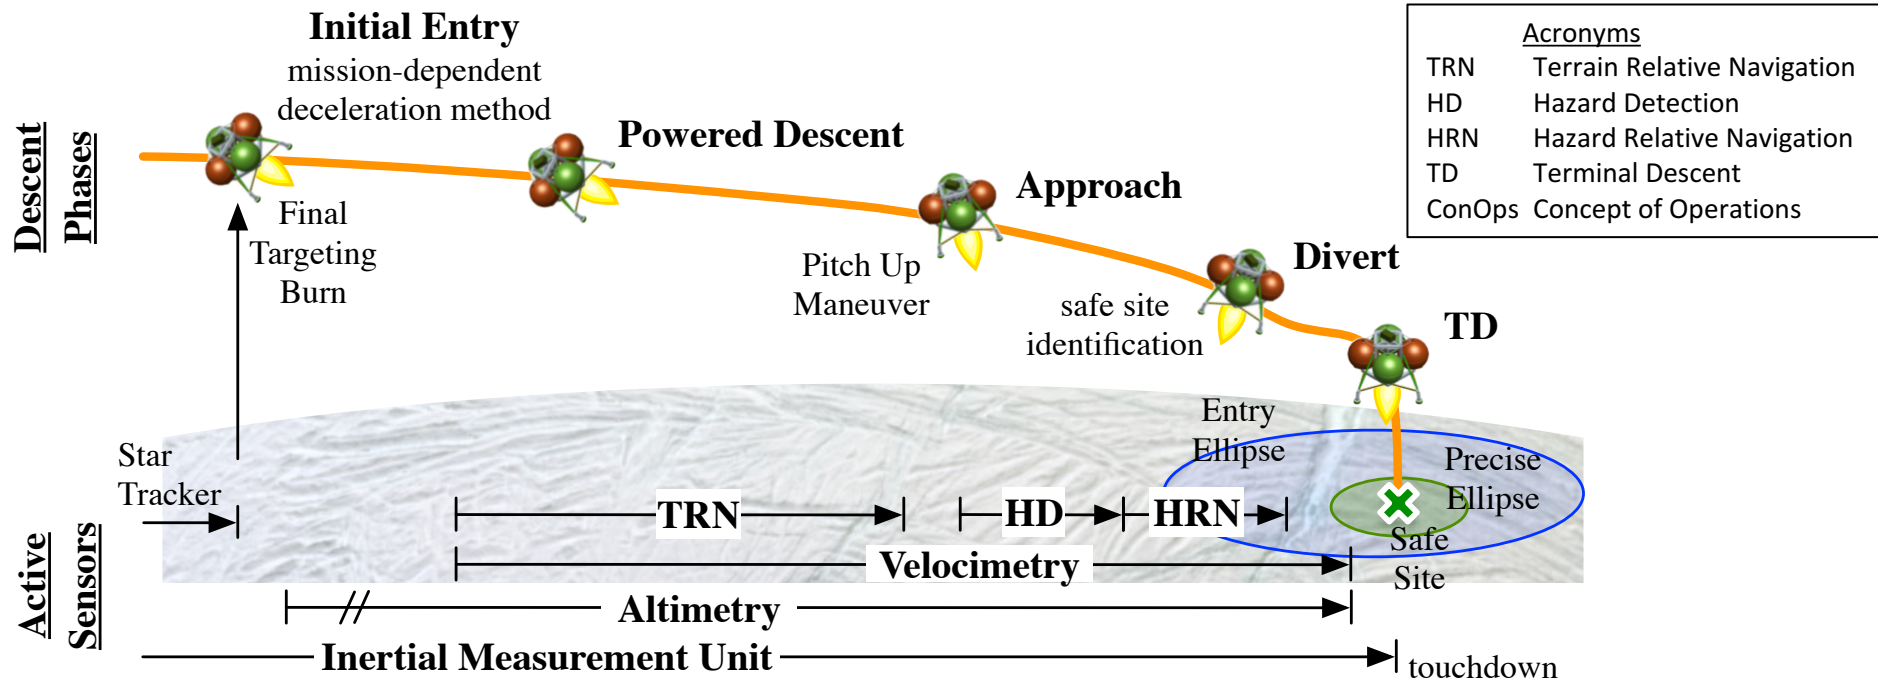 Initial Entry
mission-dependent
deceleration method
Powered Descent
Approach
Divert
TD
Descent
Phases
Final
Targeting
Burn
Pitch Up
Maneuver
safe site
identification
Acronyms
TRN Terrain Relative Navigation
HD Hazard Detection
HRN Hazard Relative Navigation
TD Terminal Descent
ConOps Concept of Operations
Entry
Ellipse
Precise
Ellipse
Safe
Site
Star
Tracker
Active
Sensors
TRN
HD
HRN
Velocimetry
Altimetry
Inertial Measurement Unit
touchdown